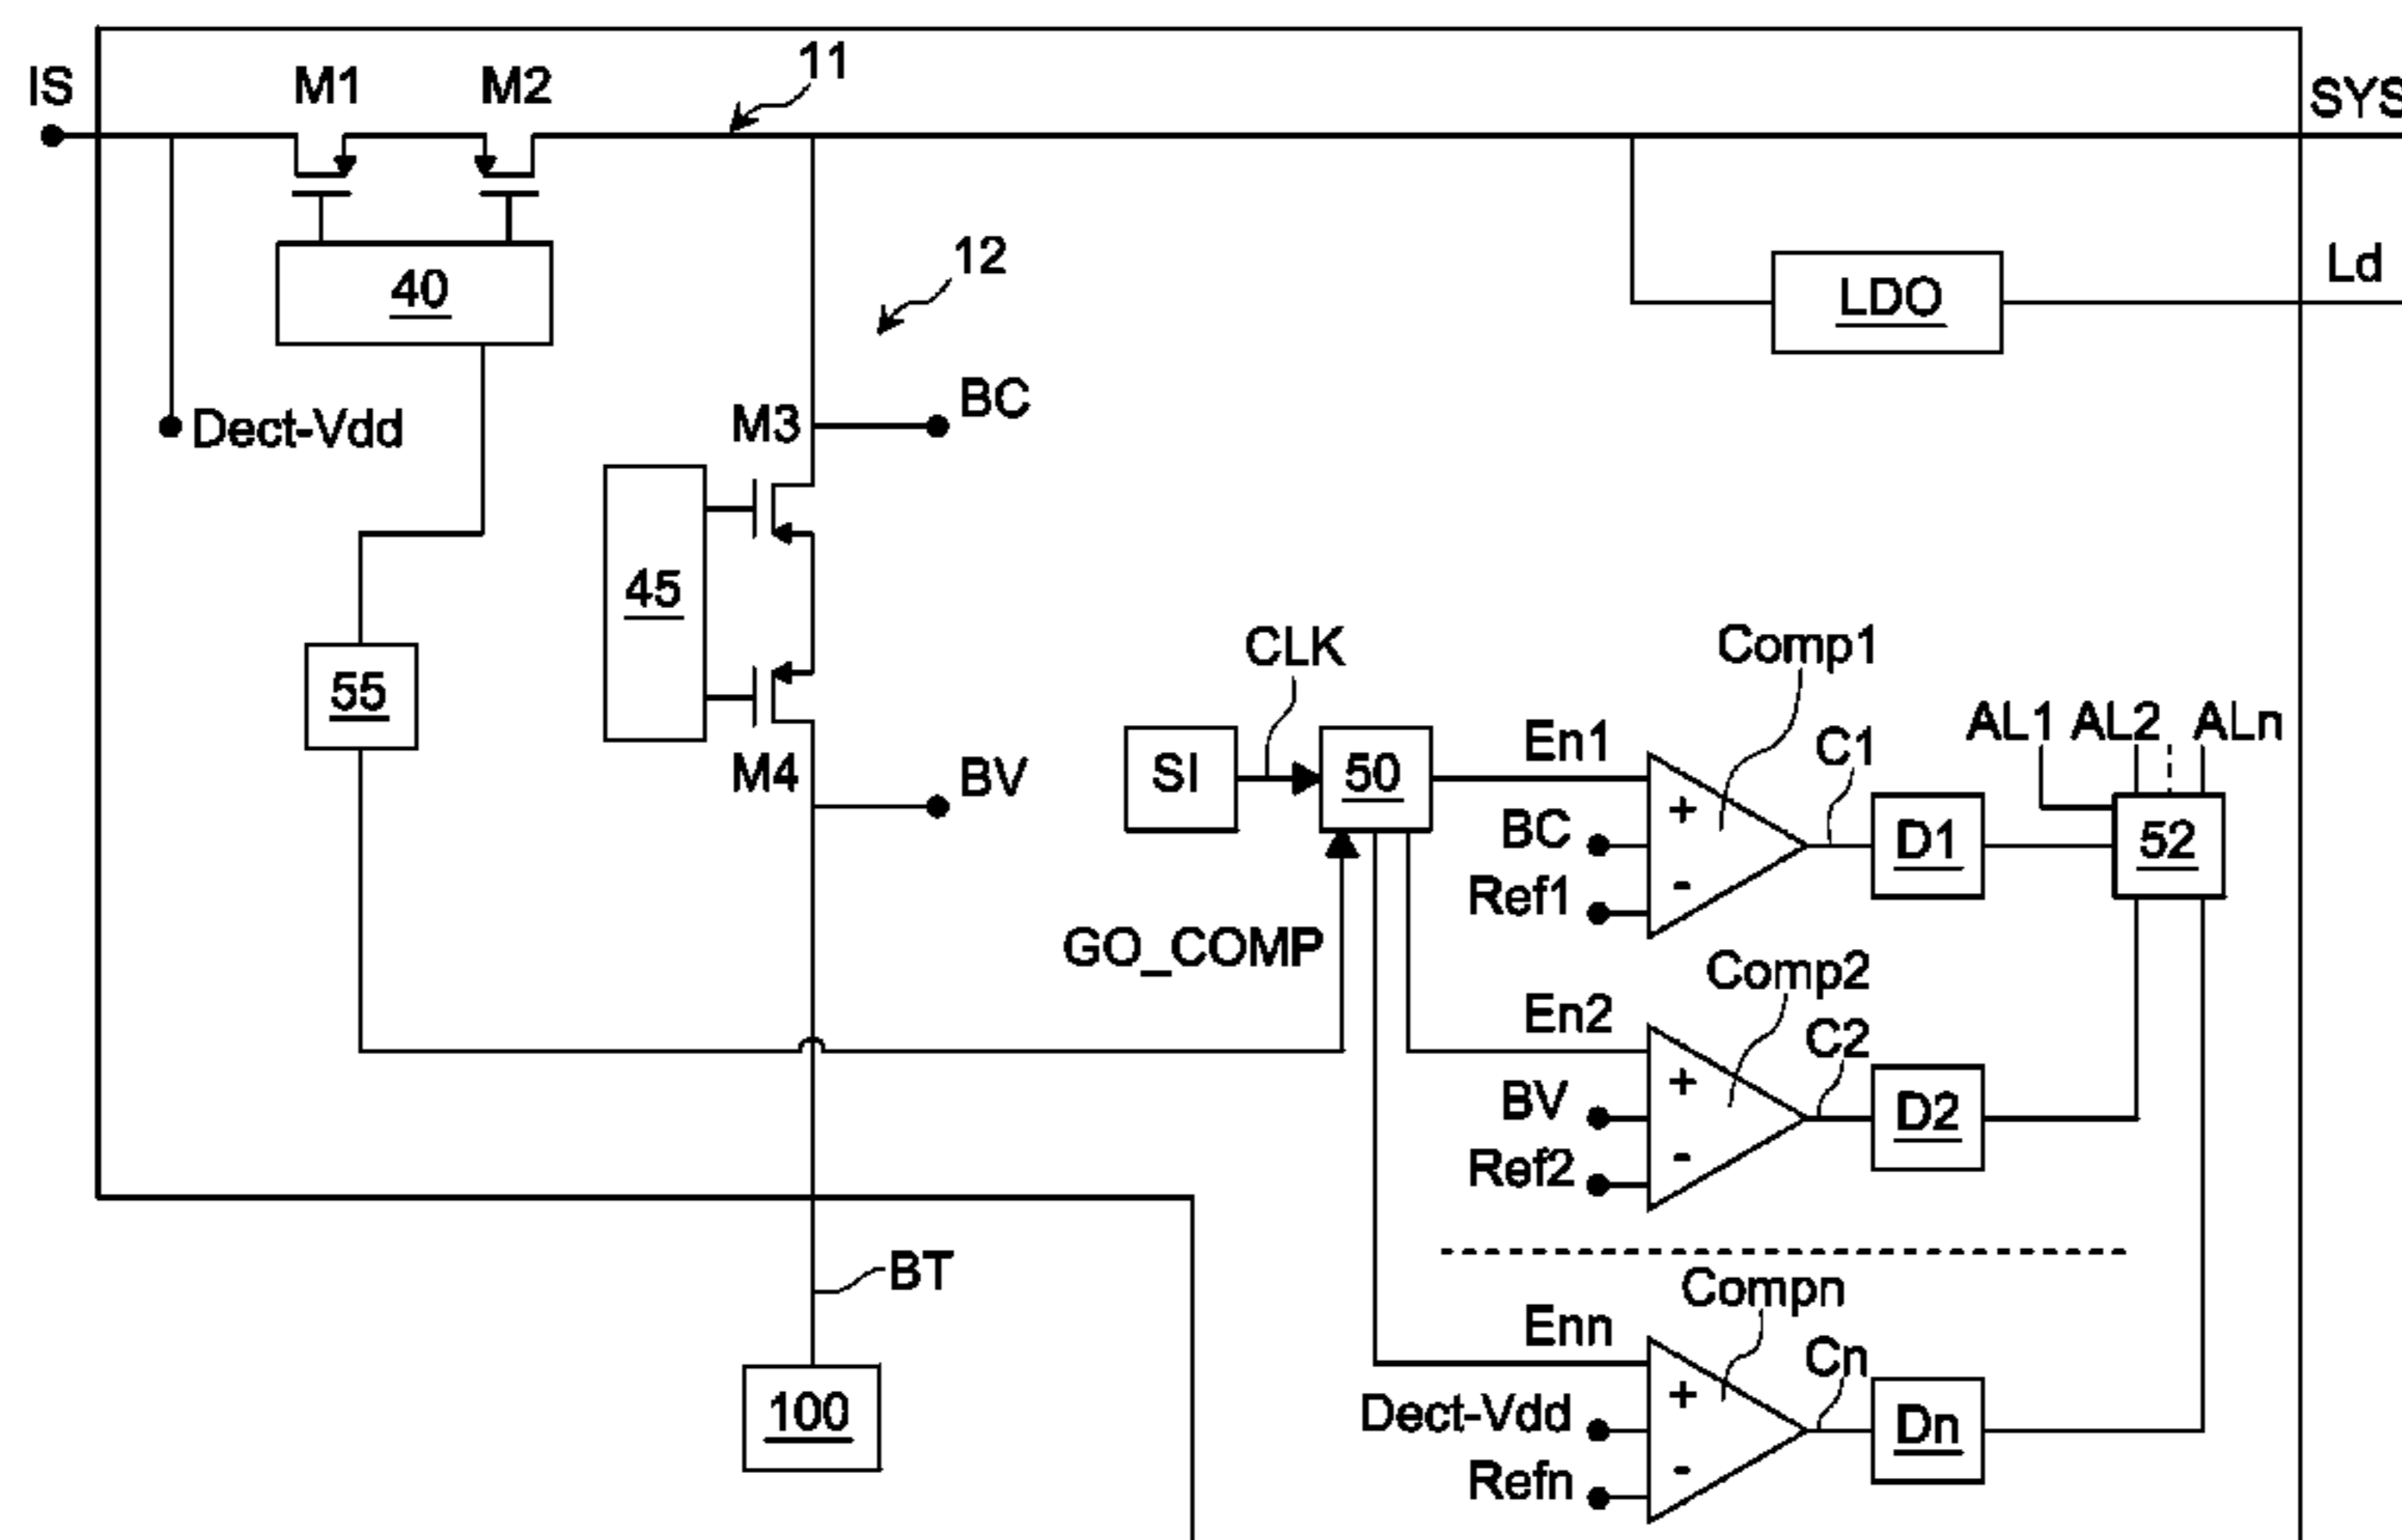 IS
M1
M2
11
SYS
40
12
LDO
Ld
Dect-Vdd
M3
BC
45
55
M4
BV
CLK
SI
50
GO_COMP
En1
Comp1
BC
Ref1
C1
D1
AL1
AL2
ALn
52
En2
Comp2
BV
Ref2
C2
D2
BT
100
Enn
Compn
Dect-Vdd
Refn
Cn
Dn
+
-
+
-
+
-